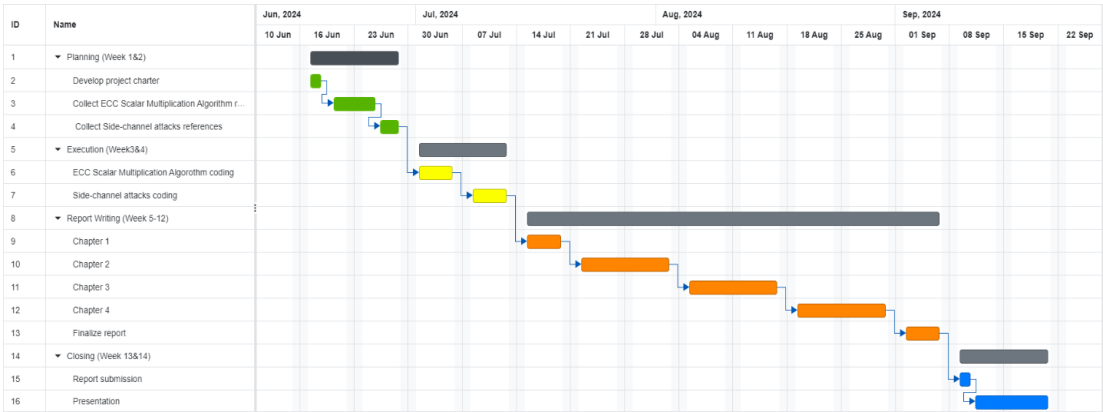 ID Name Jun, 2024 Jul, 2024 Aug, 2024 Sep, 2024
10 Jun 16 Jun 23 Jun 30 Jun 07 Jul 14 Jul 21 Jul 28 Jul 04 Aug 11 Aug 18 Aug 25 Aug 01 Sep 08 Sep 15 Sep 22 Sep
1 Planning (Week 1&2)
2 Develop project charter
3 Collect ECC Scalar Multiplication Algorithm r...
4 Collect Side-channel attacks references
5 Execution (Week3&4)
6 ECC Scalar Multiplication Algorothm coding
7 Side-channel attacks coding
8 Report Writing (Week 5-12)
9 Chapter 1
10 Chapter 2
11 Chapter 3
12 Chapter 4
13 Finalize report
14 Closing (Week 13&14)
15 Report submission
16 Presentation